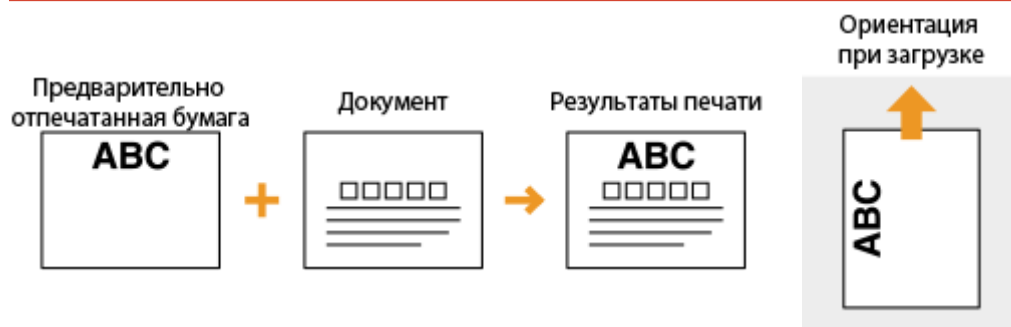 Предварительно
отпечатанная бумага
ABC
Документ
Результаты печати
ABC
Ориентация
при загрузке
ABC